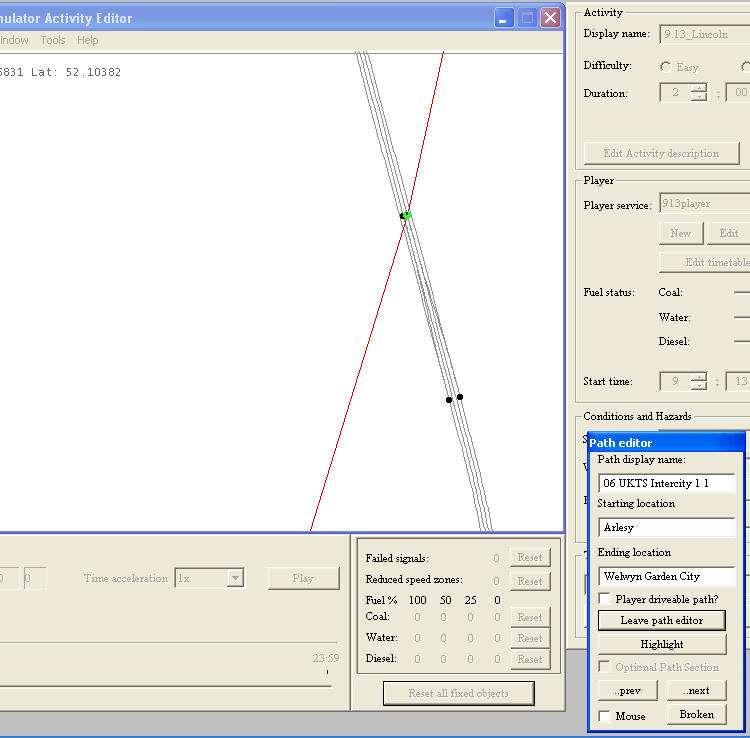 mulator Activity Editor
indow Tools Help
5831 Lat: 52.10382
Activity
Display name: 9.13_Lincoln
Difficulty: Easy
Duration: 2 : 00
Edit Activity description
Player
Player service: 913player
New Edit
Edit timetable
Fuel status: Coal:
Water:
Diesel:
Start time: 9 : 13
Conditions and Hazards
Path editor
Path display name:
06 UKTS Intercity 1 1
Starting location
Arlesy
Ending location
Welwyn Garden City
Player driveable path?
Leave path editor
Highlight
Optional Path Section
..prev ..next
Mouse Broken
0 0 Time acceleration 1x Play
23:59
Failed signals: 0 Reset
Reduced speed zones: 0 Reset
Fuel % 100 50 25 0
Coal: 0 0 0 0 Reset
Water: 0 0 0 0 Reset
Diesel: 0 0 0 0 Reset
Reset all fixed objects